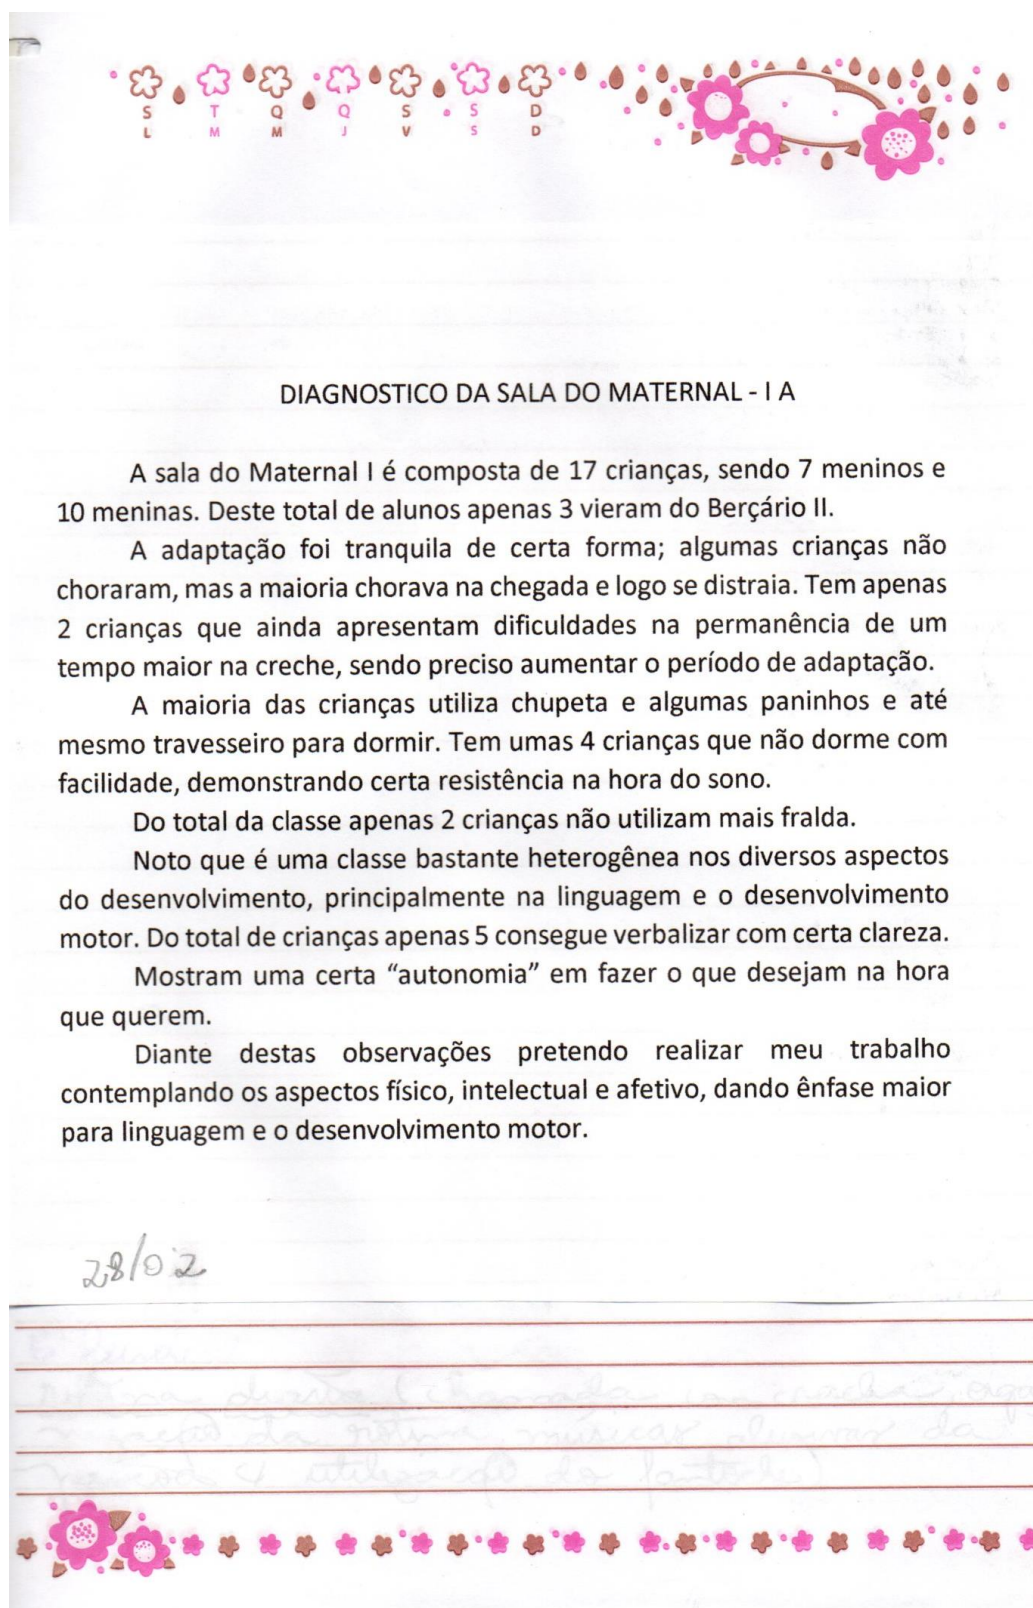 S T Q Q S S D
L M M J V S D
DIAGNOSTICO DA SALA DO MATERNAL - I A
A sala do Maternal I é composta de 17 crianças, sendo 7 meninos e
10 meninas. Deste total de alunos apenas 3 vieram do Berçário II.
A adaptação foi tranquila de certa forma; algumas crianças não
choraram, mas a maioria chorava na chegada e logo se distraia. Tem apenas
2 crianças que ainda apresentam dificuldades na permanência de um
tempo maior na creche, sendo preciso aumentar o período de adaptação.
A maioria das crianças utiliza chupeta e algumas paninhos e até
mesmo travesseiro para dormir. Tem umas 4 crianças que não dorme com
facilidade, demonstrando certa resistência na hora do sono.
Do total da classe apenas 2 crianças não utilizam mais fralda.
Noto que é uma classe bastante heterogênea nos diversos aspectos
do desenvolvimento, principalmente na linguagem e o desenvolvimento
motor. Do total de crianças apenas 5 consegue verbalizar com certa clareza.
Mostram uma certa “autonomia” em fazer o que desejam na hora
que querem.
Diante destas observações pretendo realizar meu trabalho
contemplando os aspectos físico, intelectual e afetivo, dando ênfase maior
para linguagem e o desenvolvimento motor.
28/02